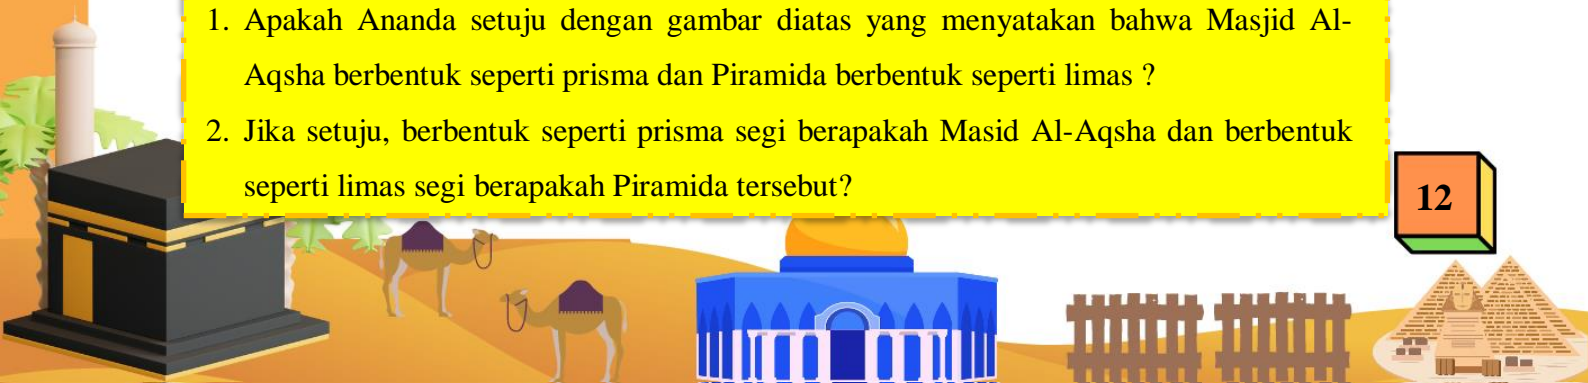 1. Apakah Ananda setuju dengan gambar diatas yang menyatakan bahwa Masjid Al-
Aqsha berbentuk seperti prisma dan Piramida berbentuk seperti limas ?
2. Jika setuju, berbentuk seperti prisma segi berapakah Masid Al-Aqsha dan berbentuk
seperti limas segi berapakah Piramida tersebut?
12